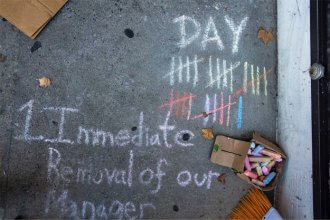 DAY
1 Immediate
Removal of our
Manager